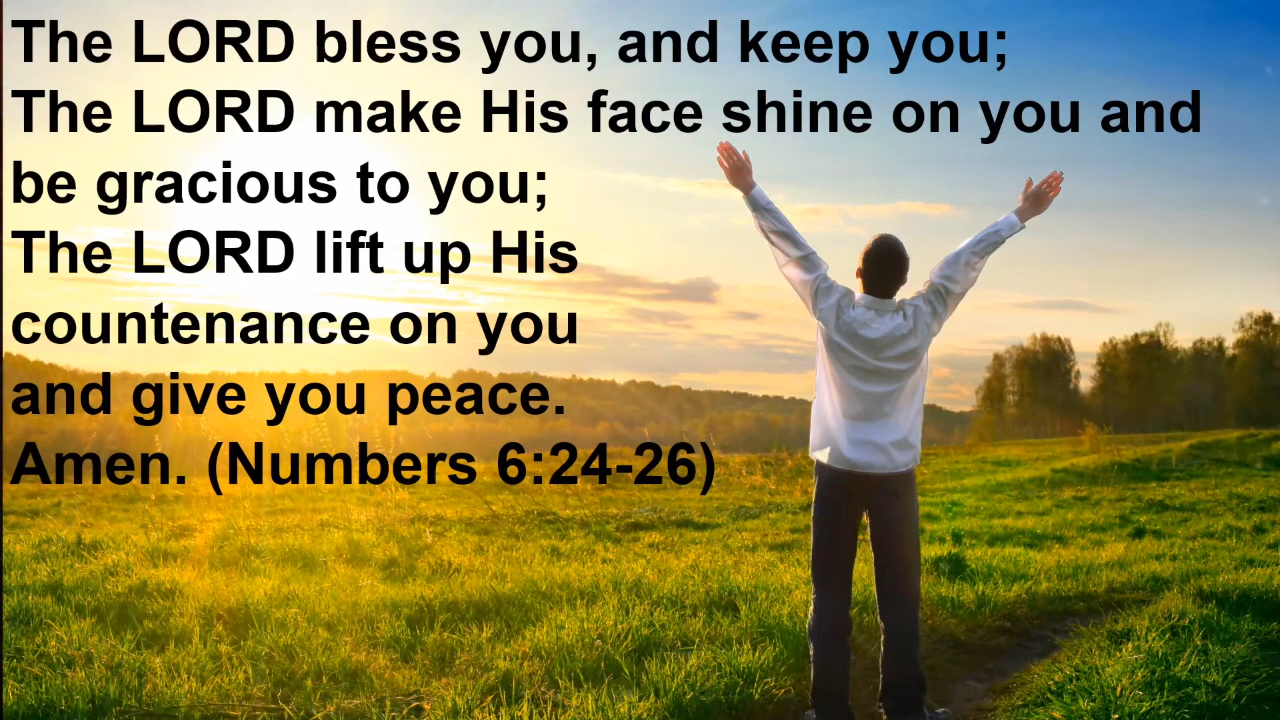 The LORD bless you, and keep you;
The LORD make His face shine on you and
be gracious to you;
The LORD lift up His
countenance on you
and give you peace.
Amen. (Numbers 6:24-26)